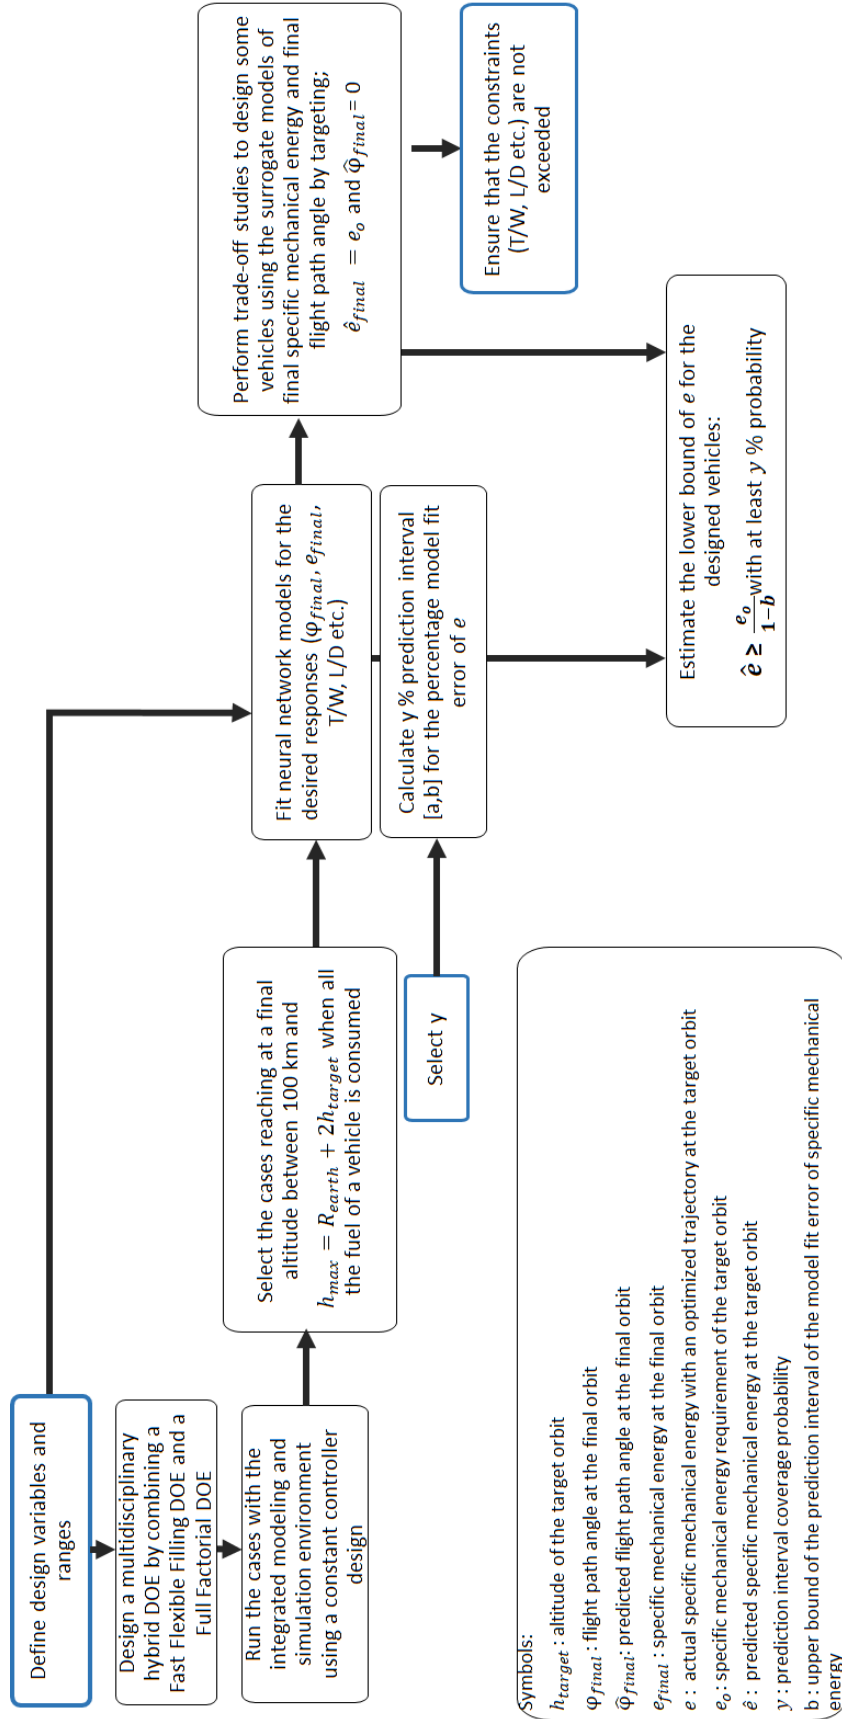 Define design variables and
ranges
Design a multidisciplinary
hybrid DOE by combining a
Fast Flexible Filling DOE and a
Full Factorial DOE
Run the cases with the
integrated modeling and
simulation environment
using a constant controller
design
Select the cases reaching at a final
altitude between 100 km and
h_max = R_earth + 2h_target when all
the fuel of a vehicle is consumed
Select y
Fit neural network models for the
desired responses (φ_final, e_final,
T/W, L/D etc.)
Calculate y % prediction interval
[a,b] for the percentage model fit
error of e
Perform trade-off studies to design some
vehicles using the surrogate models of
final specific mechanical energy and final
flight path angle by targeting;
ê_final = e_o and φ̂_final = 0
Ensure that the constraints
(T/W, L/D etc.) are not
exceeded
Estimate the lower bound of e for the
designed vehicles:
ê ≥ e_o/(1−b) with at least y % probability
Symbols:
h_target : altitude of the target orbit
φ_final : flight path angle at the final orbit
φ̂_final: predicted flight path angle at the final orbit
e_final : specific mechanical energy at the final orbit
e : actual specific mechanical energy with an optimized trajectory at the target orbit
e_o : specific mechanical energy requirement of the target orbit
ê : predicted specific mechanical energy at the target orbit
y : prediction interval coverage probability
b : upper bound of the prediction interval of the model fit error of specific mechanical
energy